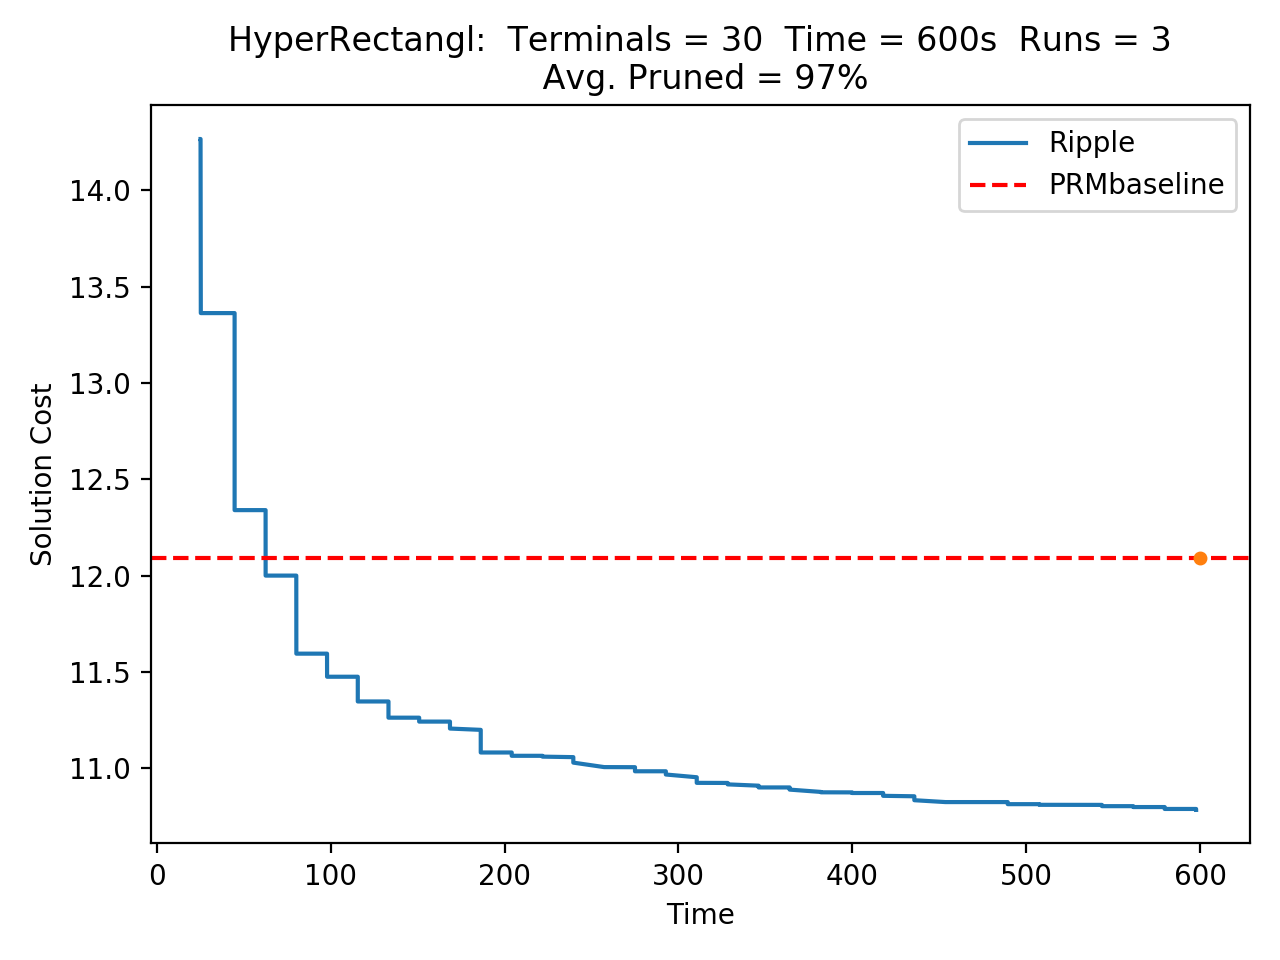 HyperRectangl:  Terminals = 30  Time = 600s  Runs = 3
Avg. Pruned = 97%
Ripple
PRMbaseline
14.0
13.5
13.0
12.5
12.0
11.5
11.0
Solution Cost
0 100 200 300 400 500 600
Time